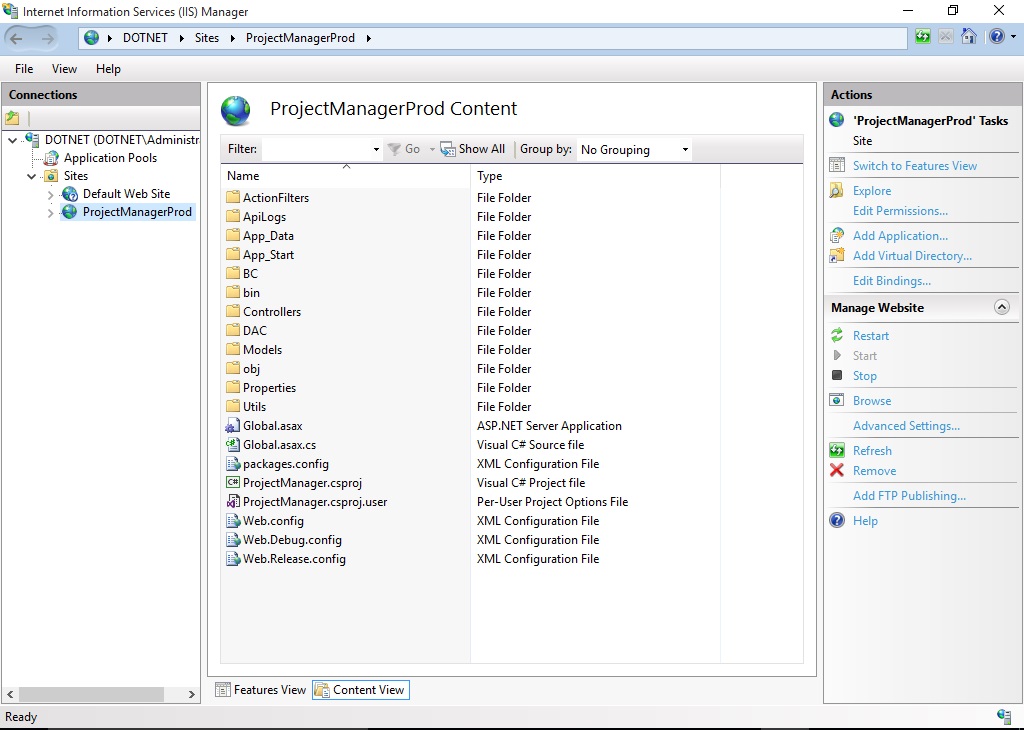 Internet Information Services (IIS) Manager
DOTNET Sites ProjectManagerProd
File View Help
Connections
DOTNET (DOTNET\Administr
Application Pools
Sites
Default Web Site
ProjectManagerProd
ProjectManagerProd Content
Filter: Go Show All Group by: No Grouping
Name Type
ActionFilters File Folder
ApiLogs File Folder
App_Data File Folder
App_Start File Folder
BC File Folder
bin File Folder
Controllers File Folder
DAC File Folder
Models File Folder
obj File Folder
Properties File Folder
Utils File Folder
Global.asax ASP.NET Server Application
Global.asax.cs Visual C# Source file
packages.config XML Configuration File
C# ProjectManager.csproj Visual C# Project file
ProjectManager.csproj.user Per-User Project Options File
Web.config XML Configuration File
Web.Debug.config XML Configuration File
Web.Release.config XML Configuration File
Features View Content View
Actions
'ProjectManagerProd' Tasks
Site
Switch to Features View
Explore
Edit Permissions...
Add Application...
Add Virtual Directory...
Edit Bindings...
Manage Website
Restart
Start
Stop
Browse
Advanced Settings...
Refresh
Remove
Add FTP Publishing...
Help
Ready